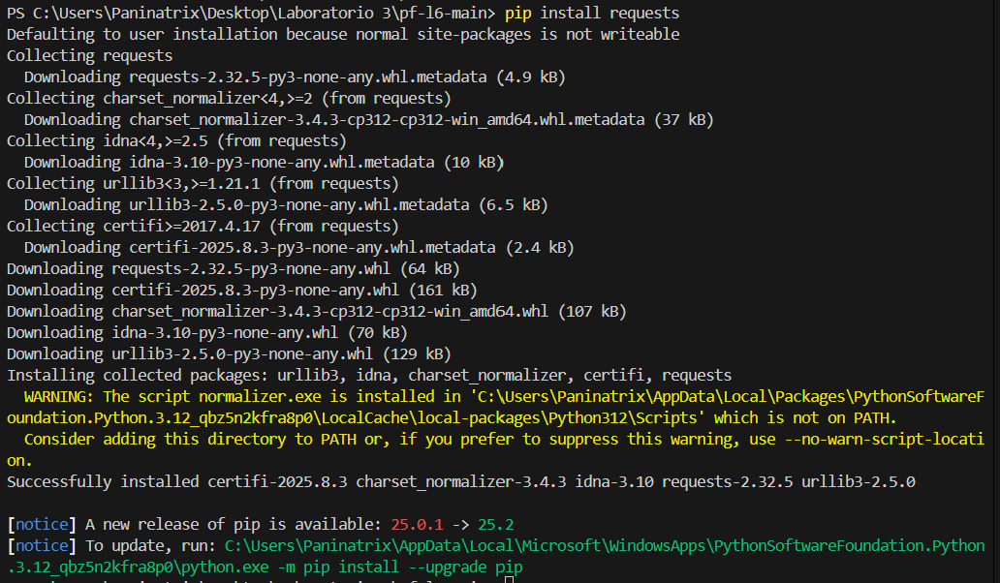 PS C:\Users\Paninatrix\Desktop\Laboratorio 3\pf-l6-main> pip install requests
Defaulting to user installation because normal site-packages is not writeable
Collecting requests
  Downloading requests-2.32.5-py3-none-any.whl.metadata (4.9 kB)
Collecting charset_normalizer<4,>=2 (from requests)
  Downloading charset_normalizer-3.4.3-cp312-cp312-win_amd64.whl.metadata (37 kB)
Collecting idna<4,>=2.5 (from requests)
  Downloading idna-3.10-py3-none-any.whl.metadata (10 kB)
Collecting urllib3<3,>=1.21.1 (from requests)
  Downloading urllib3-2.5.0-py3-none-any.whl.metadata (6.5 kB)
Collecting certifi>=2017.4.17 (from requests)
  Downloading certifi-2025.8.3-py3-none-any.whl.metadata (2.4 kB)
Downloading requests-2.32.5-py3-none-any.whl (64 kB)
Downloading certifi-2025.8.3-py3-none-any.whl (161 kB)
Downloading charset_normalizer-3.4.3-cp312-cp312-win_amd64.whl (107 kB)
Downloading idna-3.10-py3-none-any.whl (70 kB)
Downloading urllib3-2.5.0-py3-none-any.whl (129 kB)
Installing collected packages: urllib3, idna, charset_normalizer, certifi, requests
  WARNING: The script normalizer.exe is installed in 'C:\Users\Paninatrix\AppData\Local\Packages\PythonSoftwareF
oundation.Python.3.12_qbz5n2kfra8p0\LocalCache\local-packages\Python312\Scripts' which is not on PATH.
  Consider adding this directory to PATH or, if you prefer to suppress this warning, use --no-warn-script-locati
on.
Successfully installed certifi-2025.8.3 charset_normalizer-3.4.3 idna-3.10 requests-2.32.5 urllib3-2.5.0

[notice] A new release of pip is available: 25.0.1 -> 25.2
[notice] To update, run: C:\Users\Paninatrix\AppData\Local\Microsoft\WindowsApps\PythonSoftwareFoundation.Python
.3.12_qbz5n2kfra8p0\python.exe -m pip install --upgrade pip